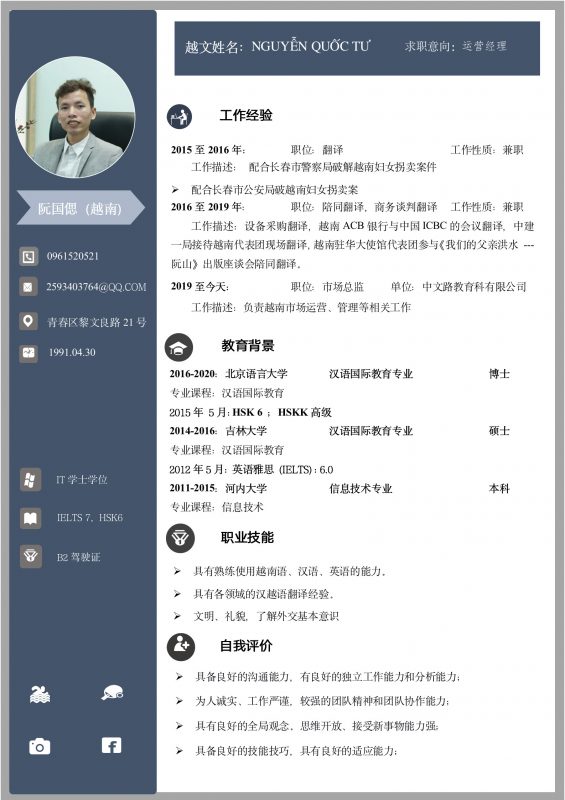 越文姓名：NGUYỄN QUỐC TƯ 求职意向：运营经理
阮国偲 (越南)
0961520521
2593403764@QQ.COM
青春区黎文良路 21 号
1991.04.30
IT 学士学位
IELTS 7，HSK6
B2 驾驶证
工作经验
2015 至 2016 年： 职位：翻译 工作性质：兼职
工作描述： 配合长春市警察局破解越南妇女拐卖案件
➢ 配合长春市公安局破越南妇女拐卖案
2016 至 2019 年： 职位：陪同翻译，商务谈判翻译 工作性质：兼职
工作描述：设备采购翻译，越南 ACB 银行与中国 ICBC 的会议翻译，中建
一局接待越南代表团现场翻译，越南驻华大使馆代表团参与《我们的父亲洪水 ---
阮山》出版座谈会陪同翻译。
2019 至今天： 职位：市场总监 单位：中文路教育科有限公司
工作描述：负责越南市场运营、管理等相关工作
教育背景
2016-2020：北京语言大学 汉语国际教育专业 博士
专业课程：汉语国际教育
2015 年 5 月: HSK 6 ；HSKK 高级
2014-2016：吉林大学 汉语国际教育专业 硕士
专业课程：汉语国际教育
2012 年 5 月: 英语雅思 (IELTS) : 6.0
2011-2015：河内大学 信息技术专业 本科
专业课程：信息技术
职业技能
➢ 具有熟练使用越南语、汉语、英语的能力。
➢ 具有各领域的汉越语翻译经验。
➢ 文明、礼貌，了解外交基本意识
自我评价
➢ 具备良好的沟通能力，有良好的独立工作能力和分析能力;
➢ 为人诚实、工作严谨，较强的团队精神和团队协作能力;
➢ 具有良好的全局观念、思维开放、接受新事物能力强;
➢ 具备良好的技能技巧，具有良好的适应能力;